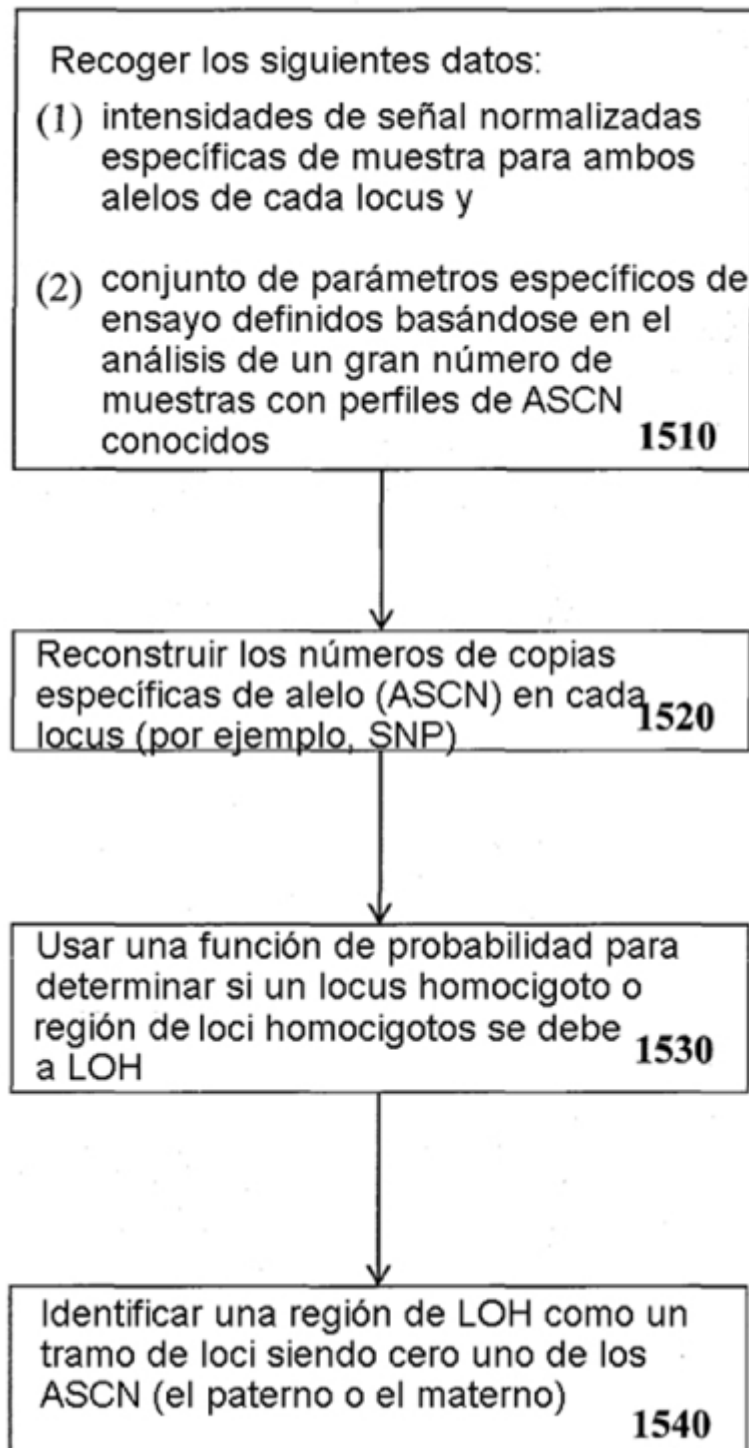 Recoger los siguientes datos:
(1) intensidades de señal normalizadas
específicas de muestra para ambos
alelos de cada locus y
(2) conjunto de parámetros específicos de
ensayo definidos basándose en el
análisis de un gran número de
muestras con perfiles de ASCN
conocidos 1510
Reconstruir los números de copias
específicas de alelo (ASCN) en cada
locus (por ejemplo, SNP) 1520
Usar una función de probabilidad para
determinar si un locus homocigoto o
región de loci homocigotos se debe
a LOH 1530
Identificar una región de LOH como un
tramo de loci siendo cero uno de los
ASCN (el paterno o el materno)
1540